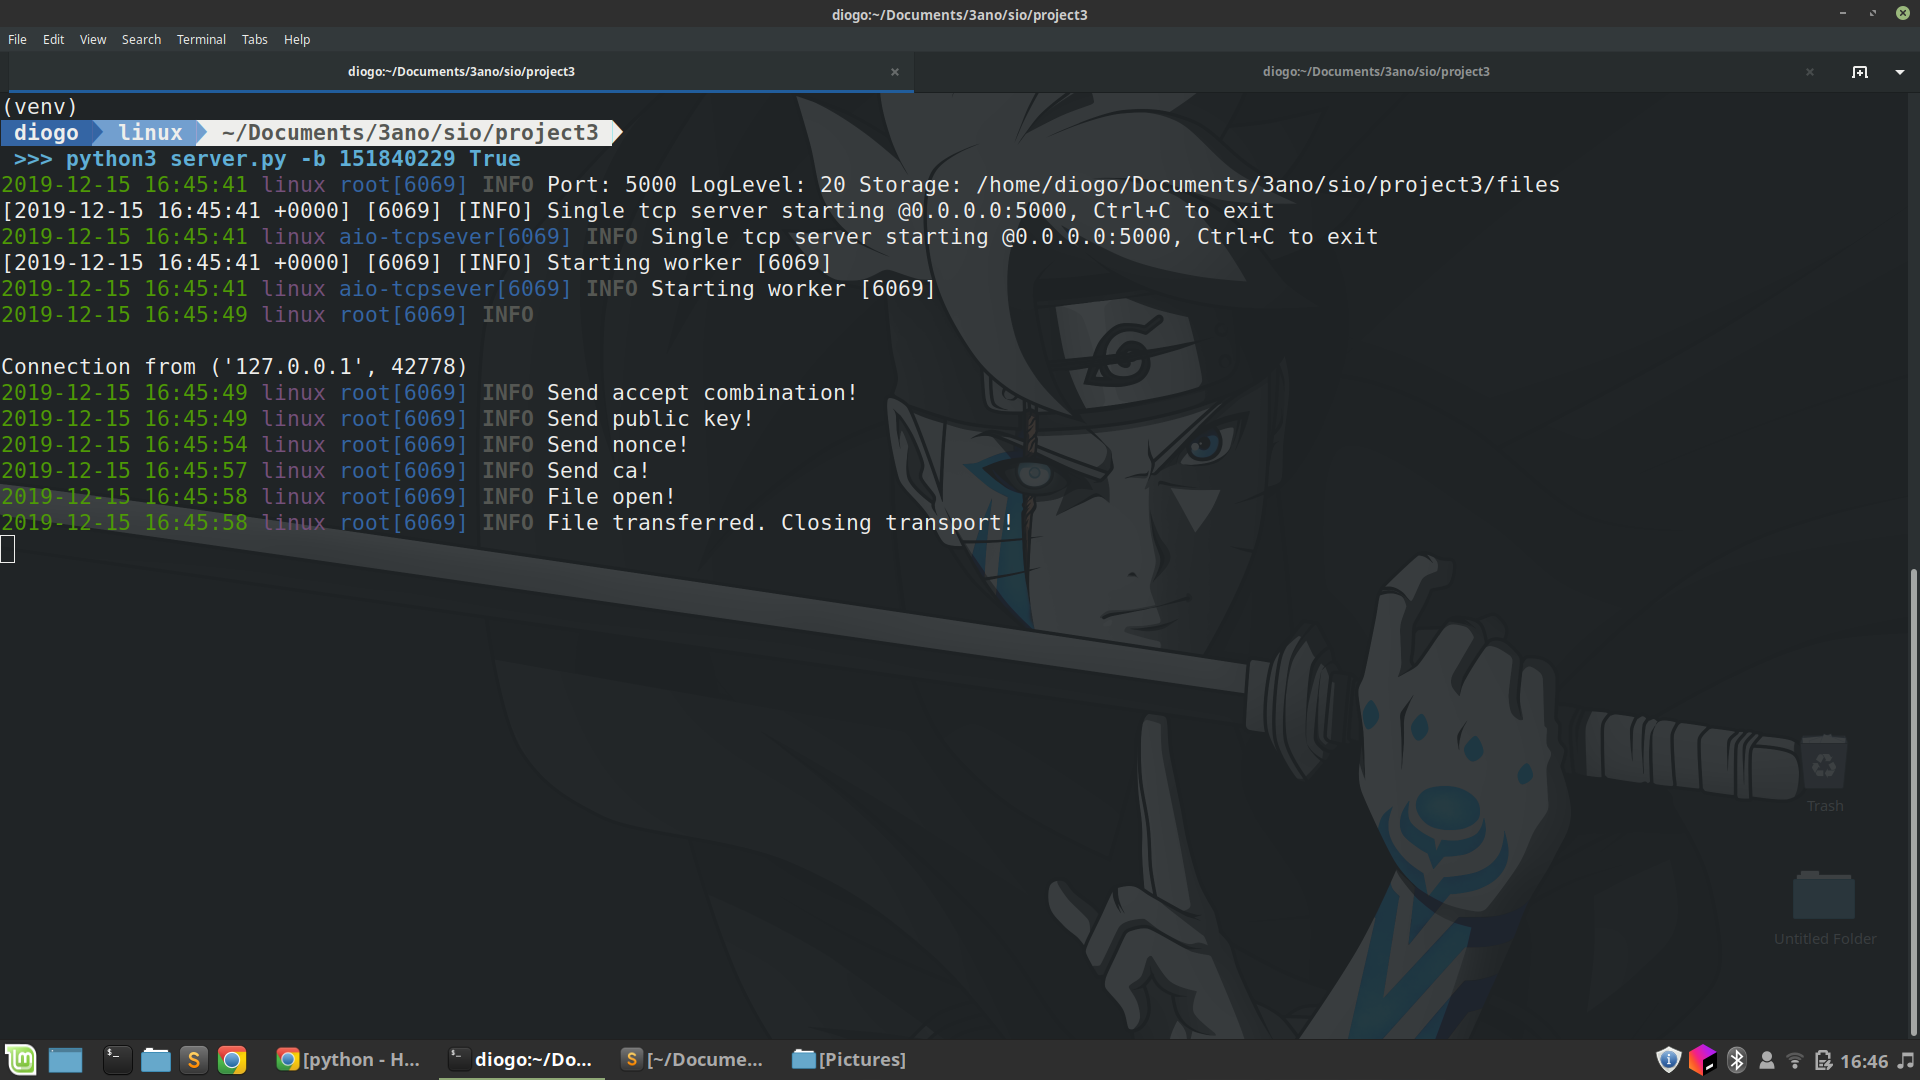 diogo:~/Documents/3ano/sio/project3
File Edit View Search Terminal Tabs Help
diogo:~/Documents/3ano/sio/project3 diogo:~/Documents/3ano/sio/project3
(venv)
diogo linux ~/Documents/3ano/sio/project3
>>> python3 server.py -b 151840229 True
2019-12-15 16:45:41 linux root[6069] INFO Port: 5000 LogLevel: 20 Storage: /home/diogo/Documents/3ano/sio/project3/files
[2019-12-15 16:45:41 +0000] [6069] [INFO] Single tcp server starting @0.0.0.0:5000, Ctrl+C to exit
2019-12-15 16:45:41 linux aio-tcpsever[6069] INFO Single tcp server starting @0.0.0.0:5000, Ctrl+C to exit
[2019-12-15 16:45:41 +0000] [6069] [INFO] Starting worker [6069]
2019-12-15 16:45:41 linux aio-tcpsever[6069] INFO Starting worker [6069]
2019-12-15 16:45:49 linux root[6069] INFO
Connection from ('127.0.0.1', 42778)
2019-12-15 16:45:49 linux root[6069] INFO Send accept combination!
2019-12-15 16:45:49 linux root[6069] INFO Send public key!
2019-12-15 16:45:54 linux root[6069] INFO Send nonce!
2019-12-15 16:45:57 linux root[6069] INFO Send ca!
2019-12-15 16:45:58 linux root[6069] INFO File open!
2019-12-15 16:45:58 linux root[6069] INFO File transferred. Closing transport!
Trash
Untitled Folder
[python - H... diogo:~/Do... [~/Docume... [Pictures] 16:46